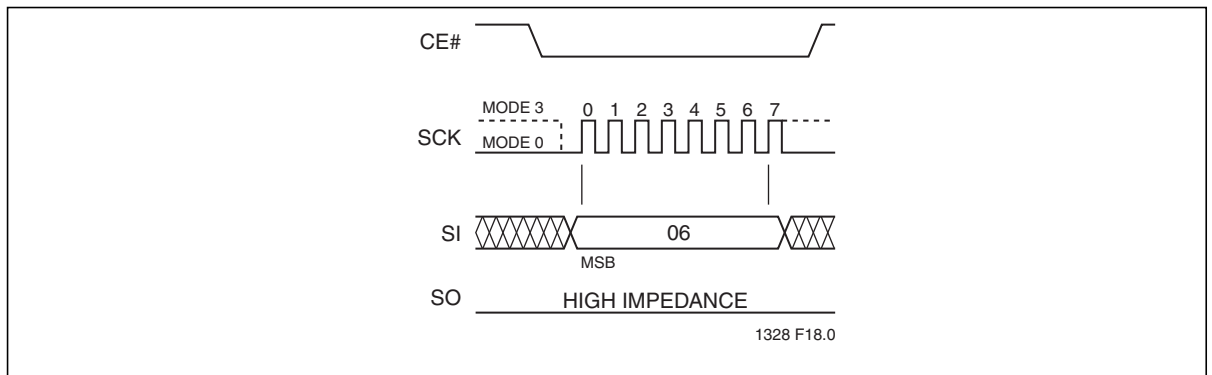 CE#
MODE 3 0 1 2 3 4 5 6 7
SCK MODE 0
SI 06
MSB
SO HIGH IMPEDANCE
1328 F18.0